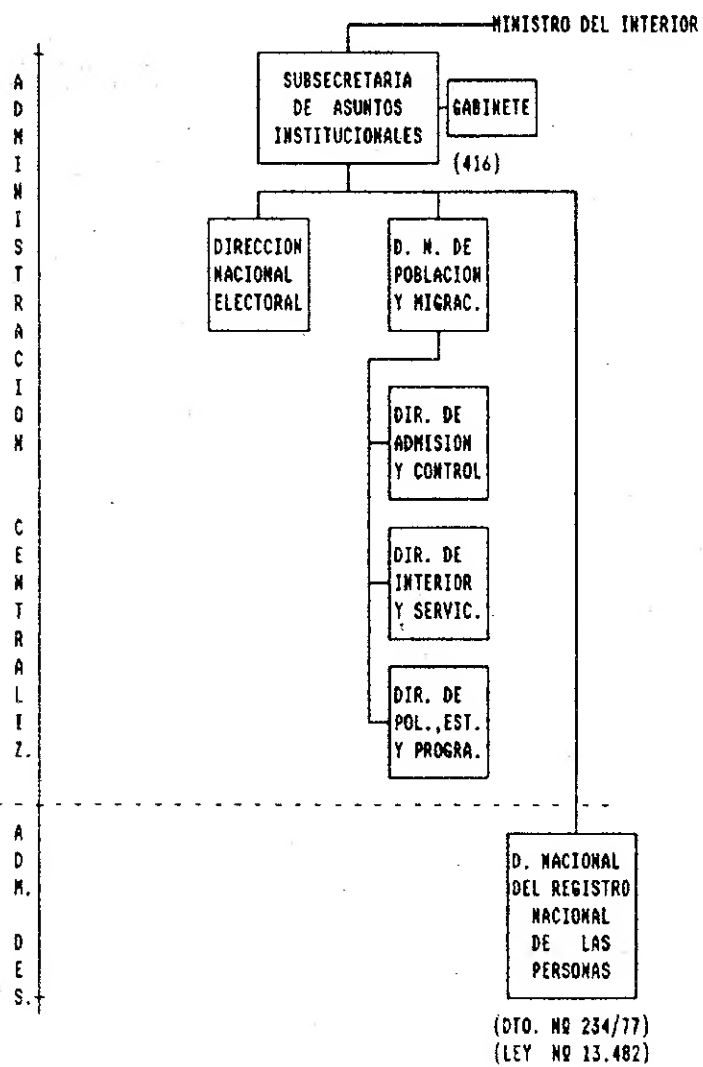 MINISTRO DEL INTERIOR
SUBSECRETARIA
DE ASUNTOS
INSTITUCIONALES
GABINETE
(416)
DIRECCION
NACIONAL
ELECTORAL
D. N. DE
POBLACION
Y MIGRAC.
DIR. DE
ADMISION
Y CONTROL
DIR. DE
INTERIOR
Y SERVIC.
DIR. DE
POL.,EST.
Y PROGRA.
ADMINISTRACION CENTRALIZ.
D. NACIONAL
DEL REGISTRO
NACIONAL
DE LAS
PERSONAS
ADM. DES.
(DTO. Nº 234/77)
(LEY Nº 13.482)